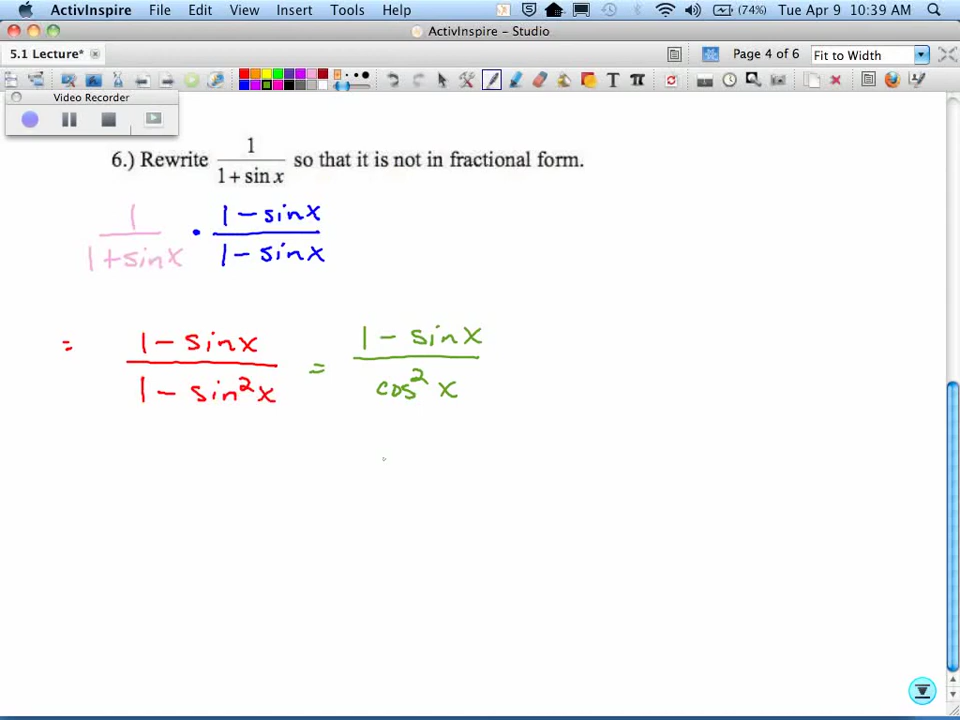 ActivInspire File Edit View Insert Tools Help (74%) Tue Apr 9 10:39 AM
ActivInspire – Studio
5.1 Lecture* Page 4 of 6 Fit to Width
Video Recorder
6.) Rewrite 1/(1 + sin x) so that it is not in fractional form.
1/(1+sinx) • (1-sinx)/(1-sinx)
= (1-sinx)/(1-sin²x) = (1-sinx)/(cos²x)